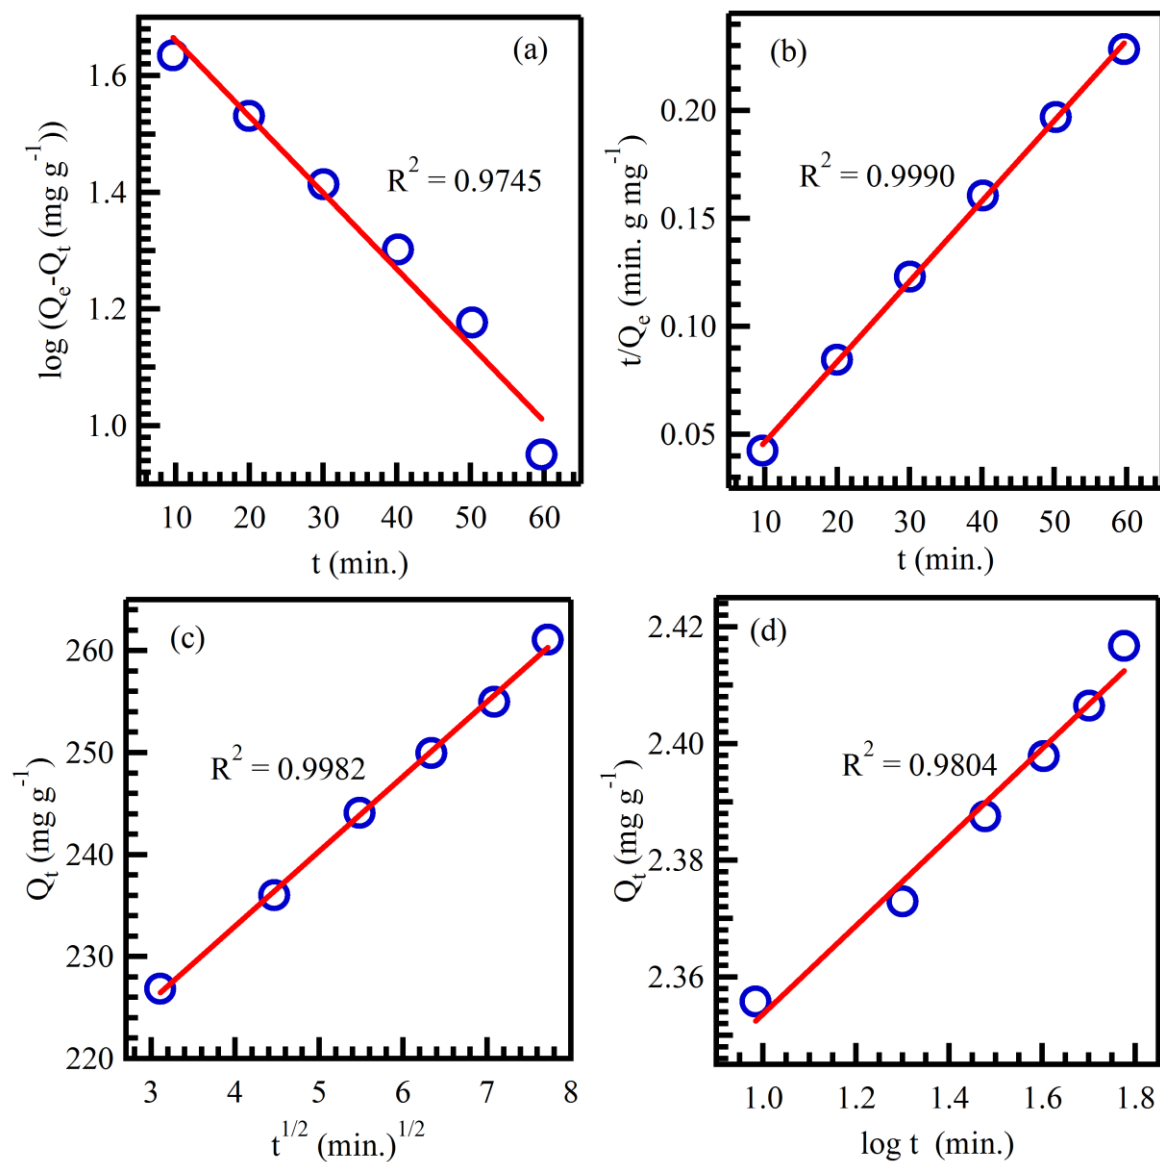 (a)
R² = 0.9745
log (Qₑ-Qₜ (mg g⁻¹))
1.6
1.4
1.2
1.0
10 20 30 40 50 60
t (min.)
(b)
R² = 0.9990
t/Qₑ (min. g mg⁻¹)
0.20
0.15
0.10
0.05
10 20 30 40 50 60
t (min.)
(c)
R² = 0.9982
Qₜ (mg g⁻¹)
260
250
240
230
220
3 4 5 6 7 8
t¹/² (min.)¹/²
(d)
R² = 0.9804
Qₜ (mg g⁻¹)
2.42
2.40
2.38
2.36
1.0 1.2 1.4 1.6 1.8
log t (min.)